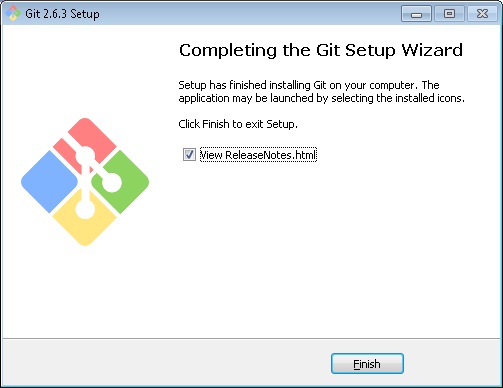 Git 2.6.3 Setup
Completing the Git Setup Wizard
Setup has finished installing Git on your computer. The
application may be launched by selecting the installed icons.
Click Finish to exit Setup.
View ReleaseNotes.html
Finish